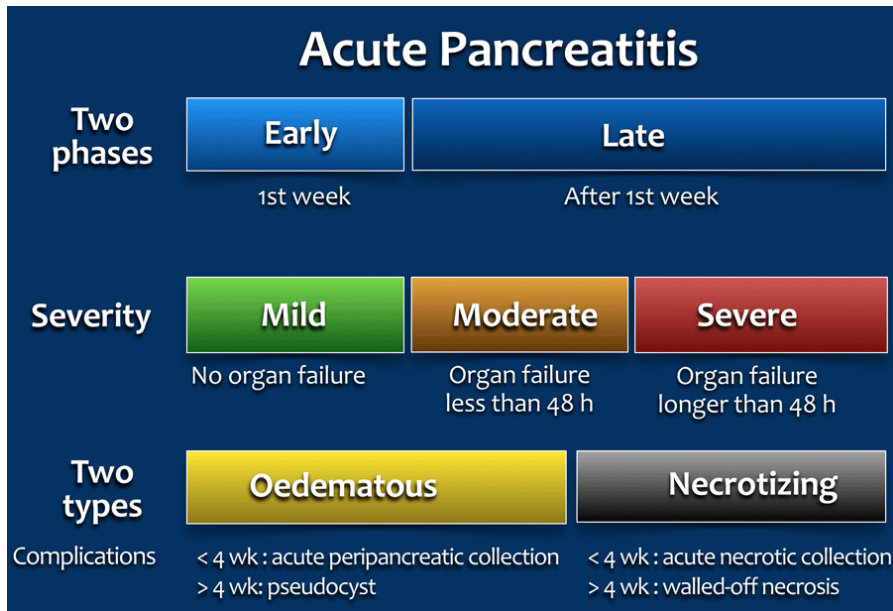 Acute Pancreatitis
Two
phases
Early
Late
1st week
After 1st week
Severity
Mild
Moderate
Severe
No organ failure
Organ failure
less than 48 h
Organ failure
longer than 48 h
Two
types
Oedematous
Necrotizing
Complications
< 4 wk : acute peripancreatic collection
> 4 wk: pseudocyst
< 4 wk : acute necrotic collection
> 4 wk : walled-off necrosis